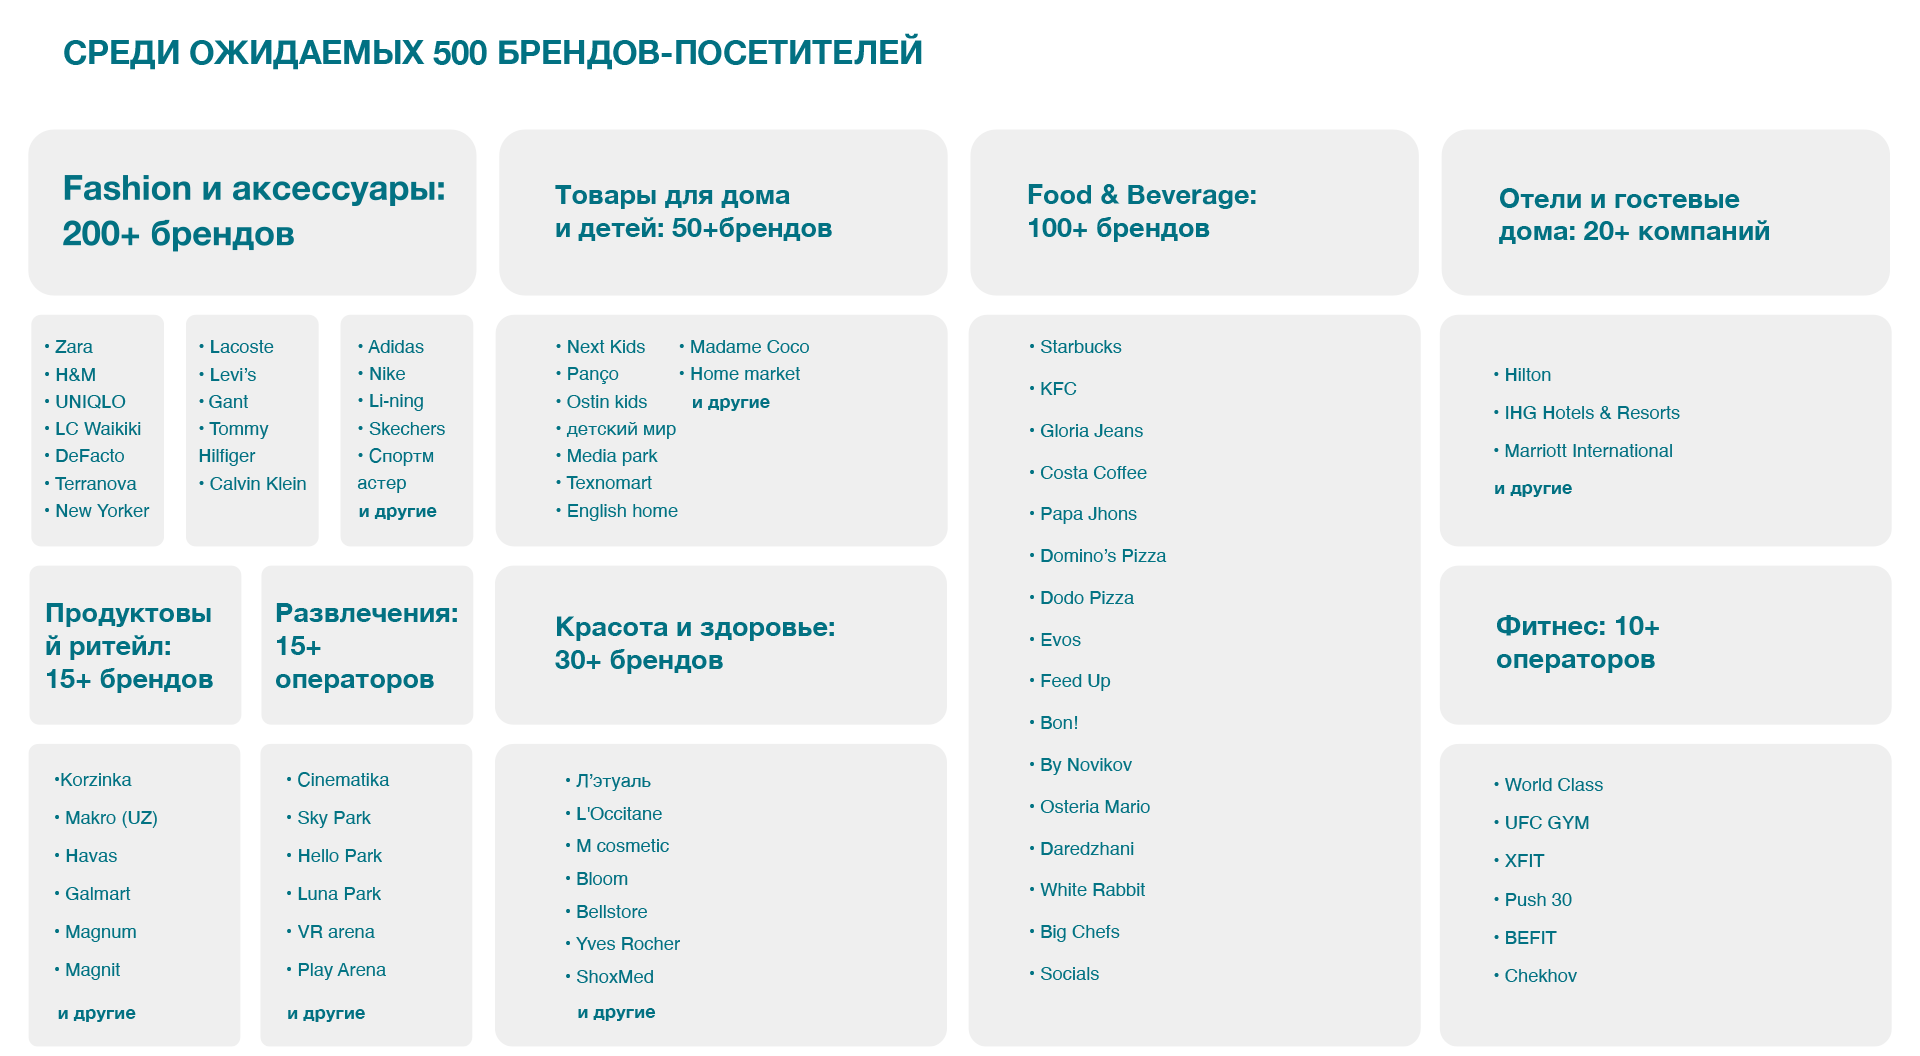 СРЕДИ ОЖИДАЕМЫХ 500 БРЕНДОВ-ПОСЕТИТЕЛЕЙ
Fashion и аксессуары:
200+ брендов
• Zara
• H&M
• UNIQLO
• LC Waikiki
• DeFacto
• Terranova
• New Yorker
• Lacoste
• Levi’s
• Gant
• Tommy
Hilfiger
• Calvin Klein
• Adidas
• Nike
• Li-ning
• Skechers
• Спортм
астер
и другие
Товары для дома
и детей: 50+брендов
• Next Kids
• Panço
• Ostin kids
• детский мир
• Media park
• Texnomart
• English home
• Madame Coco
• Home market
и другие
Food & Beverage:
100+ брендов
• Starbucks
• KFC
• Gloria Jeans
• Costa Coffee
• Papa Jhons
• Domino’s Pizza
• Dodo Pizza
• Evos
• Feed Up
• Bon!
• By Novikov
• Osteria Mario
• Daredzhani
• White Rabbit
• Big Chefs
• Socials
Отели и гостевые
дома: 20+ компаний
• Hilton
• IHG Hotels & Resorts
• Marriott International
и другие
Продуктовы
й ритейл:
15+ брендов
•Korzinka
• Makro (UZ)
• Havas
• Galmart
• Magnum
• Magnit
и другие
Развлечения:
15+
операторов
• Cinematika
• Sky Park
• Hello Park
• Luna Park
• VR arena
• Play Arena
и другие
Красота и здоровье:
30+ брендов
• Л’этуаль
• L'Occitane
• M cosmetic
• Bloom
• Bellstore
• Yves Rocher
• ShoxMed
и другие
Фитнес: 10+
операторов
• World Class
• UFC GYM
• XFIT
• Push 30
• BEFIT
• Chekhov